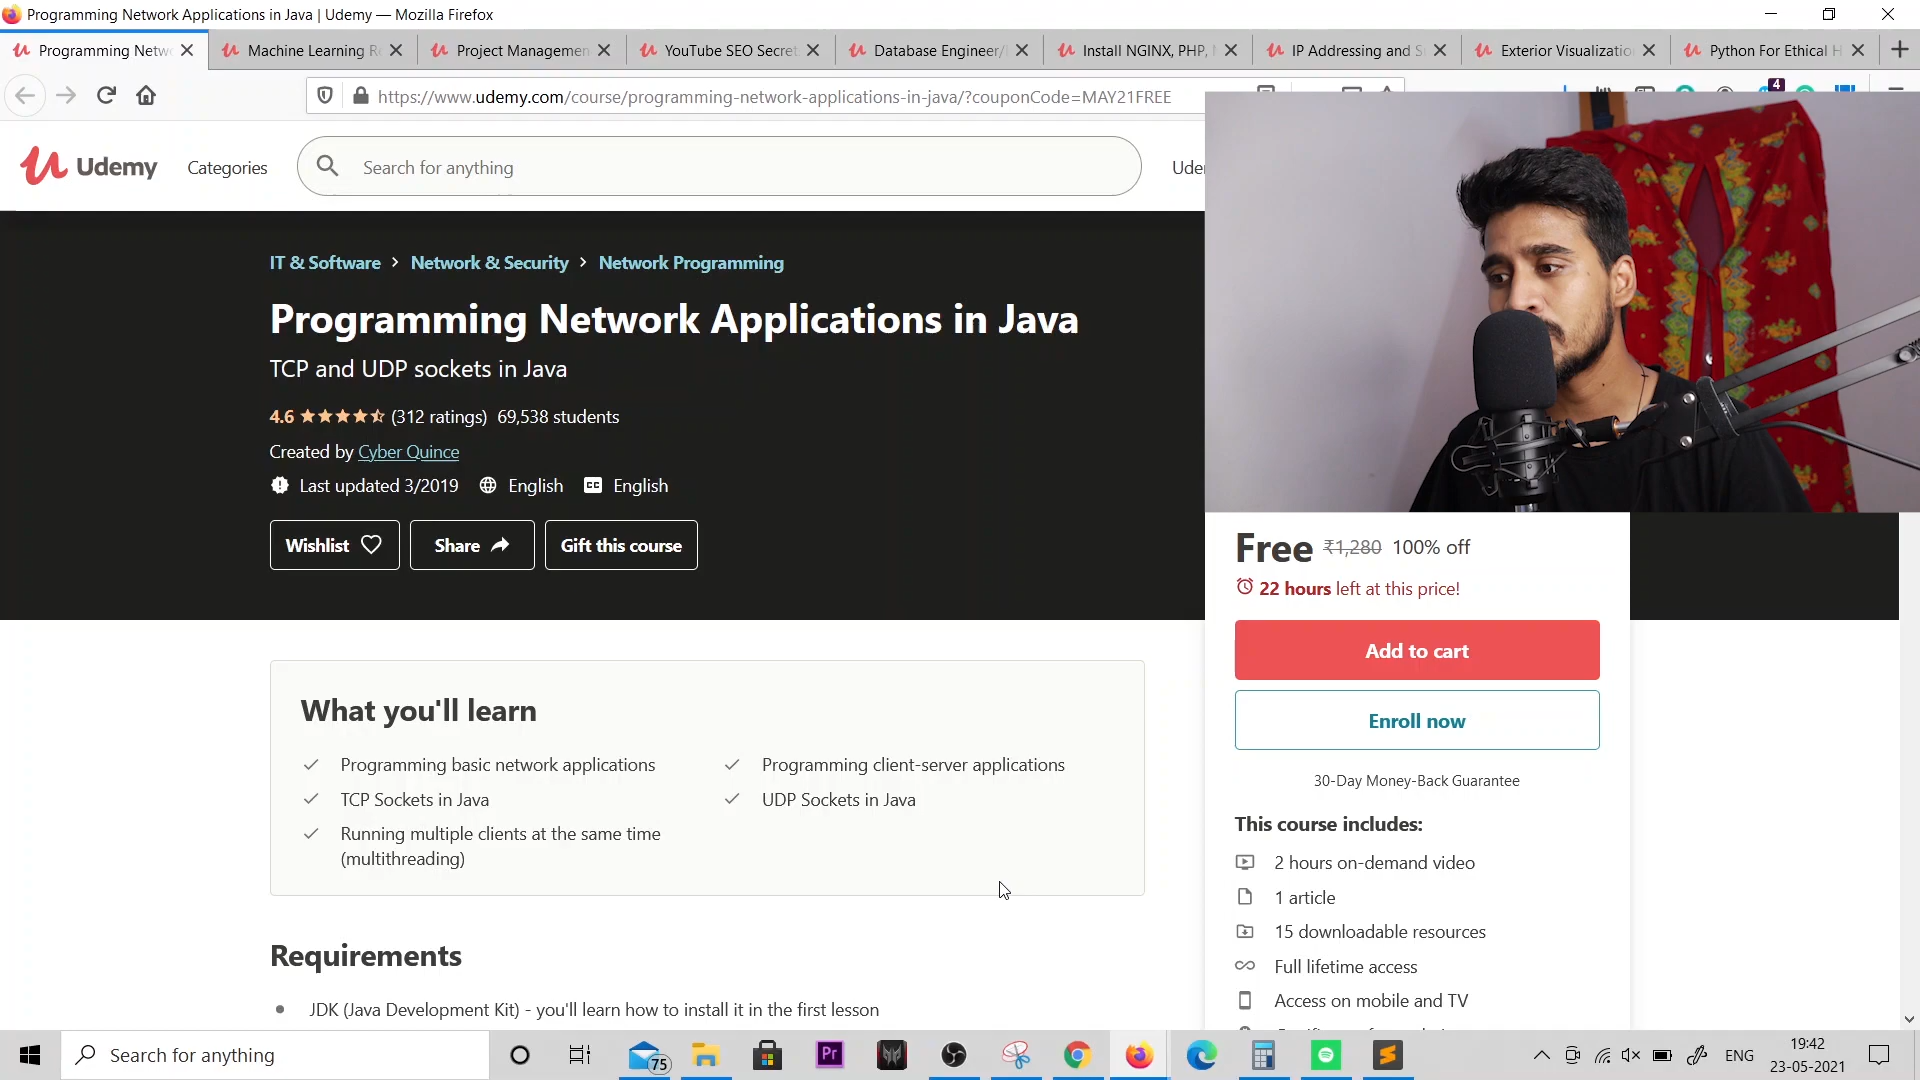 Programming Network Applications in Java | Udemy — Mozilla Firefox
Programming Netwo
Machine Learning R
Project Managemen
YouTube SEO Secret
Database Engineer/
Install NGINX, PHP,
IP Addressing and S
Exterior Visualizatio
Python For Ethical H
https://www.udemy.com/course/programming-network-applications-in-java/?couponCode=MAY21FREE
4
Udemy
Categories
Search for anything
Uder
IT & Software > Network & Security > Network Programming
Programming Network Applications in Java
TCP and UDP sockets in Java
4.6 (312 ratings) 69,538 students
Created by Cyber Quince
Last updated 3/2019 English CC English
Wishlist
Share
Gift this course
Free ₹1,280 100% off
22 hours left at this price!
Add to cart
Enroll now
30-Day Money-Back Guarantee
This course includes:
2 hours on-demand video
1 article
15 downloadable resources
Full lifetime access
Access on mobile and TV
What you'll learn
Programming basic network applications
Programming client-server applications
TCP Sockets in Java
UDP Sockets in Java
Running multiple clients at the same time
(multithreading)
Requirements
JDK (Java Development Kit) - you'll learn how to install it in the first lesson
Search for anything
75
Pr
ENG
19:42
23-05-2021